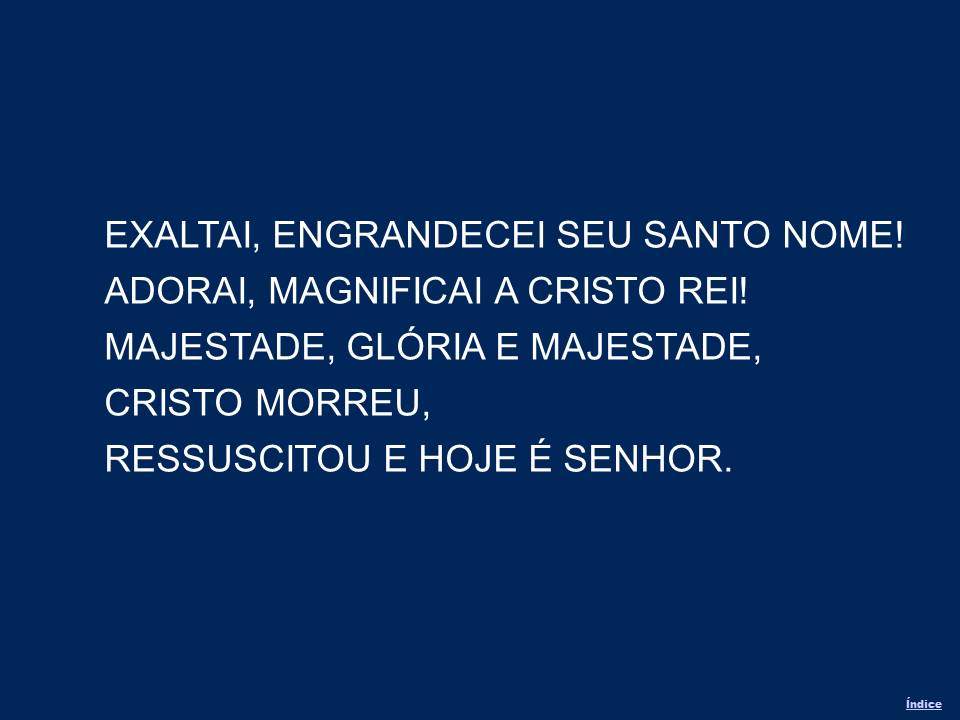 EXALTAI, ENGRANDECEI SEU SANTO NOME!
ADORAI, MAGNIFICAI A CRISTO REI!
MAJESTADE, GLÓRIA E MAJESTADE,
CRISTO MORREU,
RESSUSCITOU E HOJE É SENHOR.
Índice